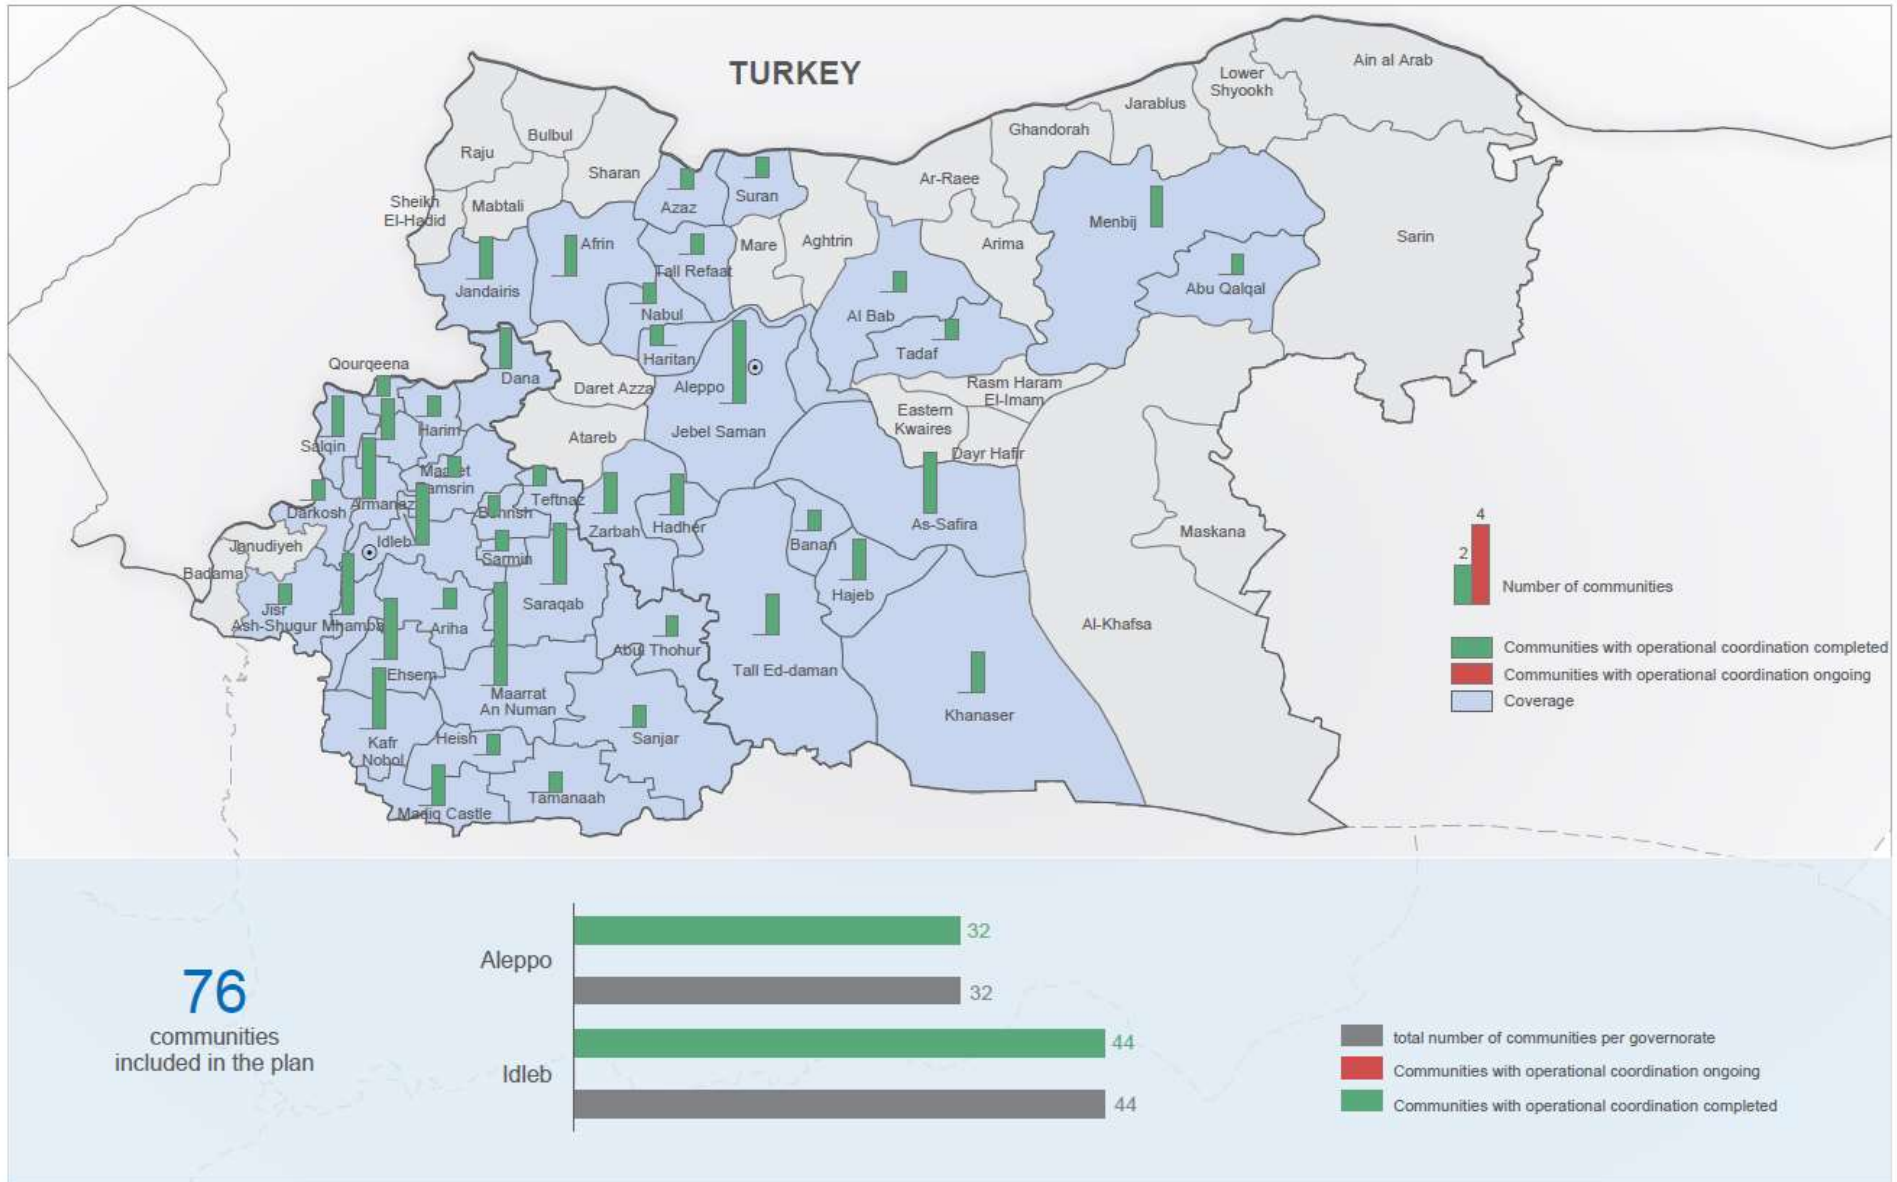 TURKEY
Ain al Arab
Lower
Shyookh
Jarablus
Ghandorah
Bulbul
Raju
Sharan
Ar-Raee
Sheikh
El-Hadid
Mabtali
Azaz
Suran
Menbij
Sarin
Afrin
Mare
Aghtrin
Arima
Tall Refaat
Jandairis
Abu Qalqal
Nabul
Al Bab
Haritan
Tadaf
Qourqeena
Dana
Daret Azza
Aleppo
Rasm Haram
El-Imam
Eastern
Kwaires
Harim
Salqin
Atareb
Jebel Saman
Dayr Hafir
Maaret
Tamsrin
Teftnaz
Armanaz
Darkosh
Bennish
Zarbah
Hadher
As-Safira
Idleb
Janudiyeh
Sarmin
Banan
Maskana
Badama
Hajeb
Saraqab
Jisr
Ash-Shugur
Mhambal
Ariha
Al-Khafsa
Abul Thohur
Ehsem
Tall Ed-daman
Maarrat
An Numan
Khanaser
Kafr
Nobol
Heish
Sanjar
Tamanaah
Madiq Castle
4
2
Number of communities
Communities with operational coordination completed
Communities with operational coordination ongoing
Coverage
76
communities
included in the plan
Aleppo
32
32
Idleb
44
44
total number of communities per governorate
Communities with operational coordination ongoing
Communities with operational coordination completed